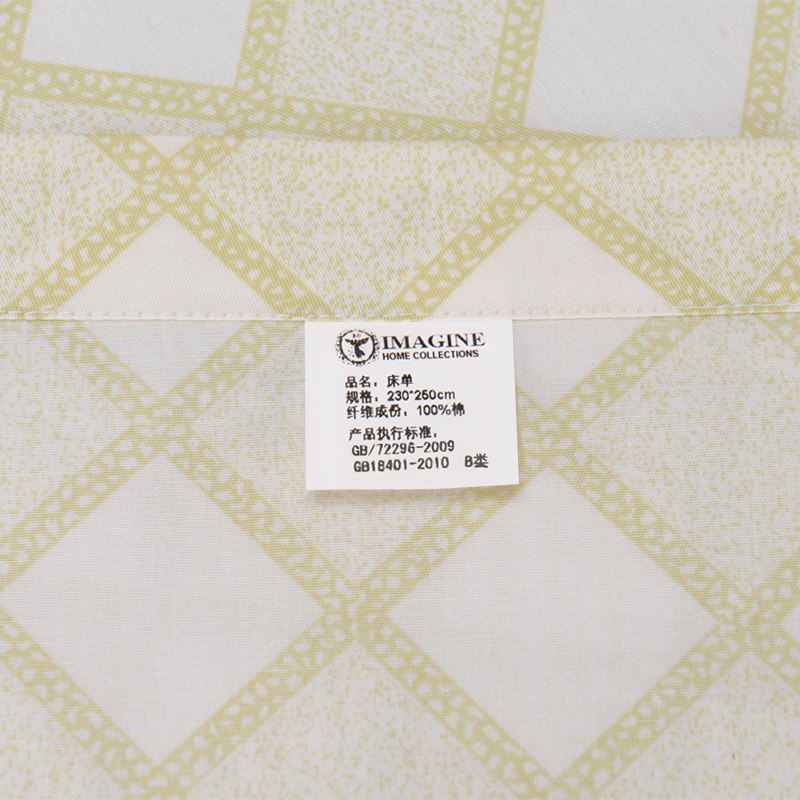 IMAGINE
HOME COLLECTIONS
品名：床单
规格：230*250cm
纤维成份：100%棉
产品执行标准：
GB/72296-2009
GB18401-2010 B类